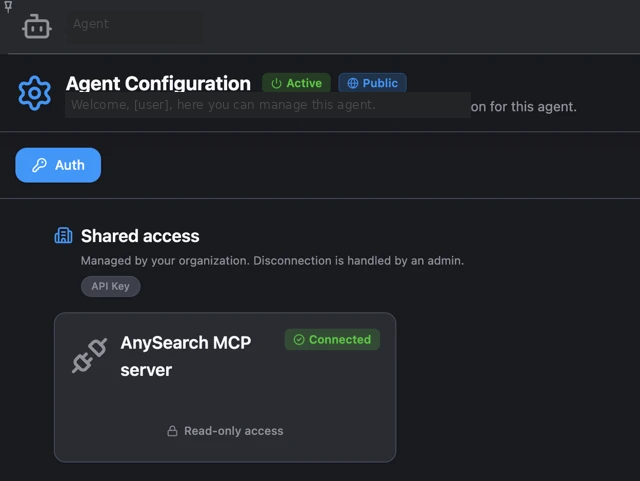 Agent
Agent Configuration Active Public
Welcome, [user], here you can manage this agent. on for this agent.
Auth
Shared access
Managed by your organization. Disconnection is handled by an admin.
API Key
AnySearch MCP Connected
server
Read-only access